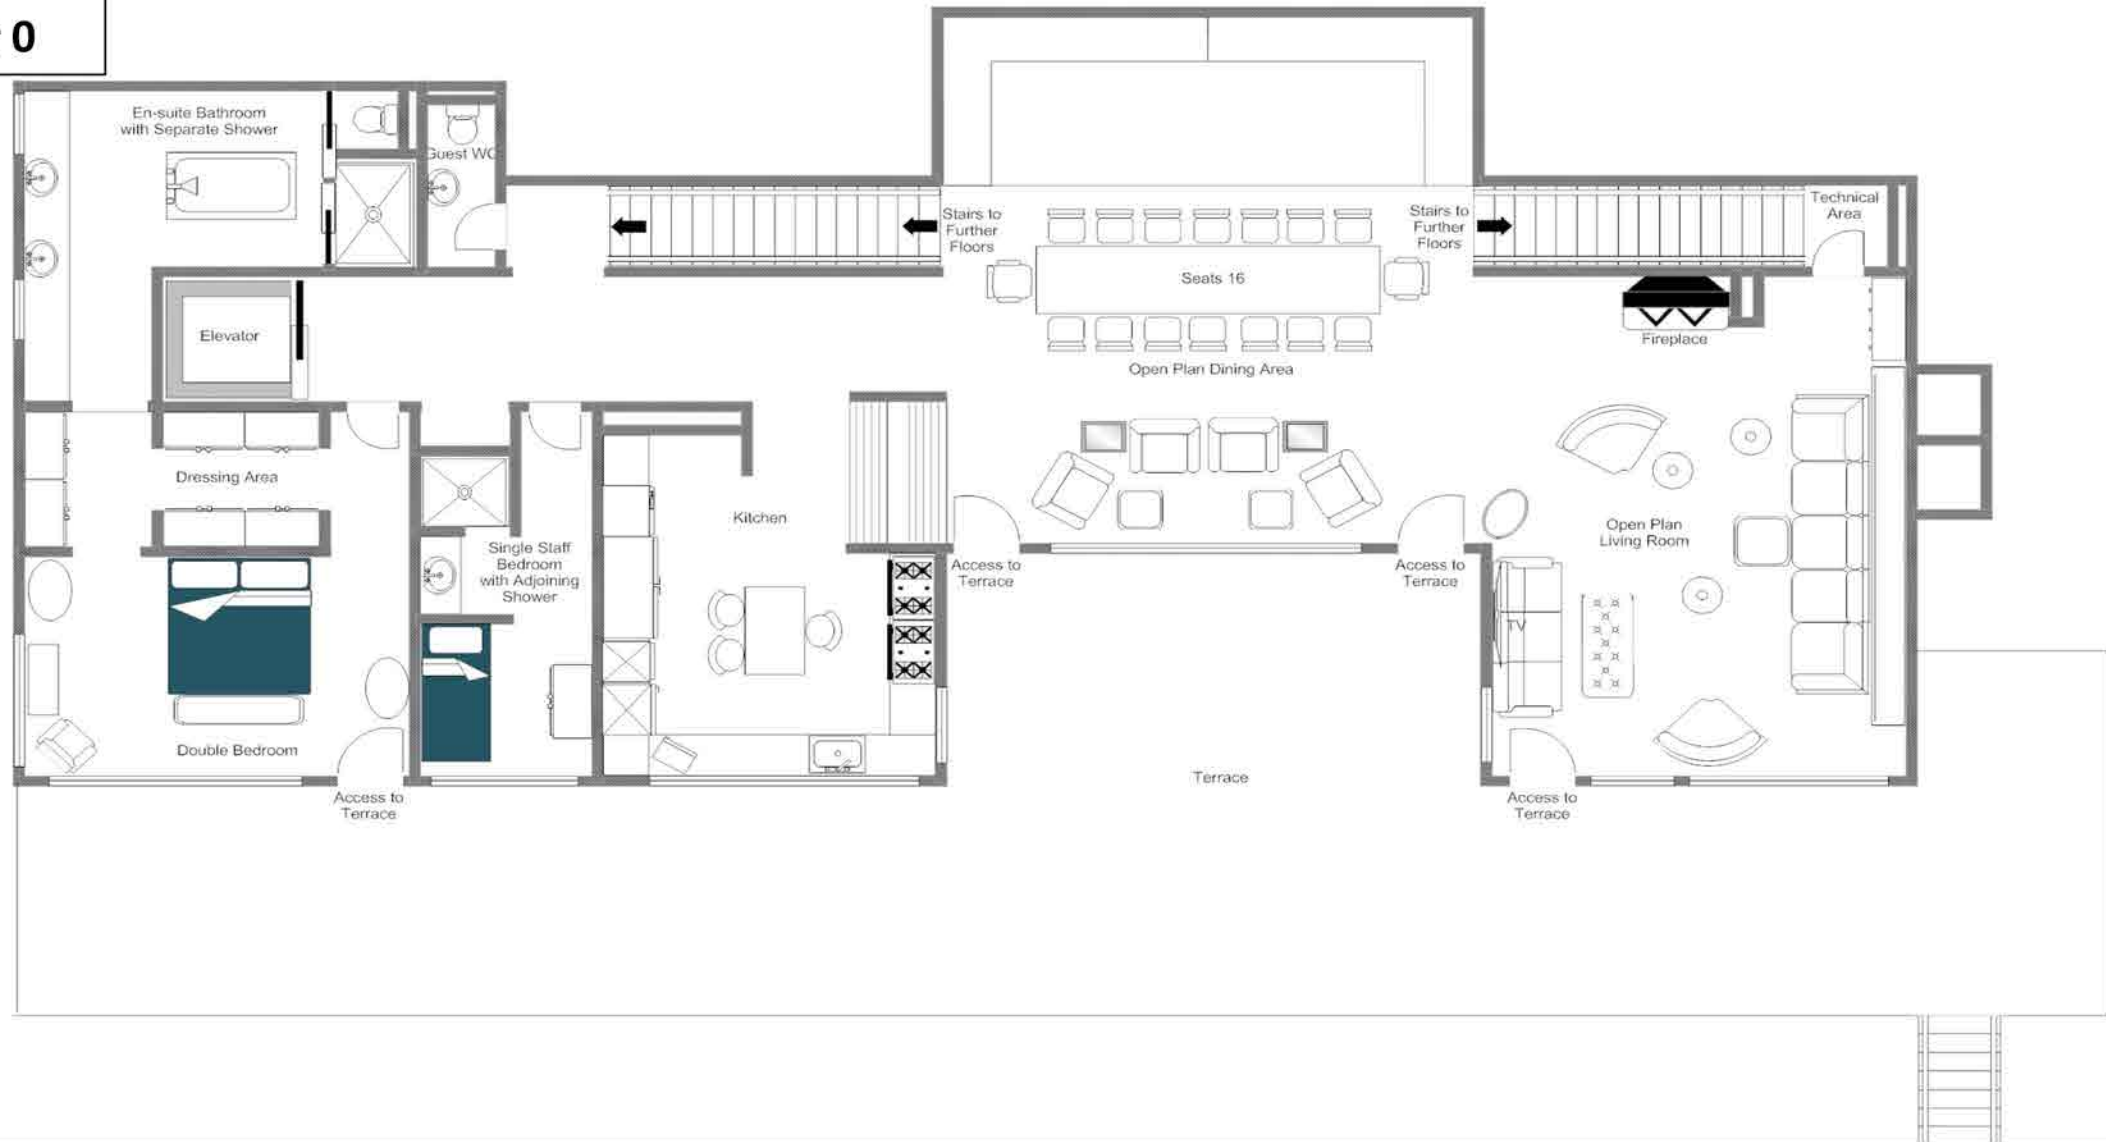 0
En-suite Bathroom
with Separate Shower
Guest WC
Stairs to
Further
Floors
Stairs to
Further
Floors
Technical
Area
Seats 16
Elevator
Fireplace
Open Plan Dining Area
Dressing Area
Kitchen
Open Plan
Living Room
Single Staff
Bedroom
with Adjoining
Shower
Access to
Terrace
Access to
Terrace
TV
Double Bedroom
Terrace
Access to
Terrace
Access to
Terrace